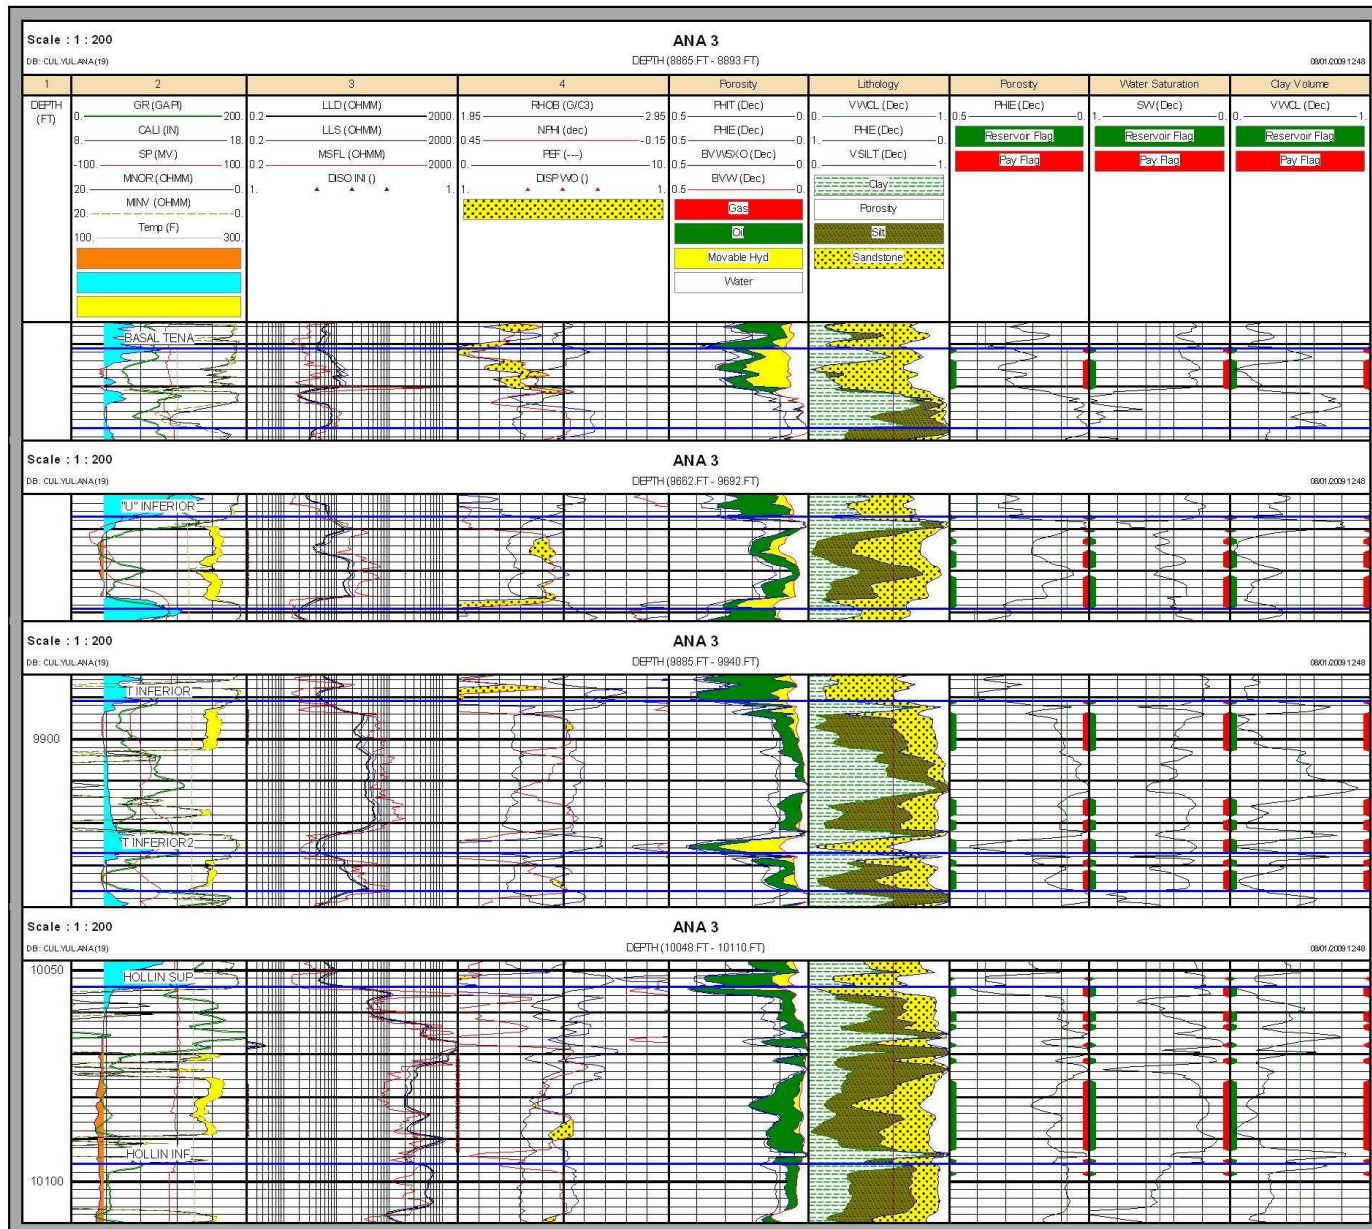 Scale : 1 : 200
ANA 3
DB: CUL.YUL.ANA(19)
DEPTH (8865.FT - 8893.FT)
08/01/2009 12:48
1 2 3 4 Porosity Lithology Porosity Water Saturation Clay Volume
DEPTH (FT)
GR (GAPI)
0. 200.
CALI (IN)
8. 18.
SP (MV)
-100. 100.
MNOR (OHMM)
20. 0.
MINV (OHMM)
20. 0.
Temp (F)
100. 300.
LLD (OHMM)
0.2 2000.
LLS (OHMM)
0.2 2000.
MSFL (OHMM)
0.2 2000.
DISO INI ()
1. 1.
RHOB (G/C3)
1.95 2.95
NPHI (dec)
0.45 -0.15
PEF (---)
0. 10.
DISPWO ()
1. 1.
PHIT (Dec)
0.5 0.
PHIE (Dec)
0.5 0.
BVWSXO (Dec)
0.5 0.
BVW (Dec)
0.5 0.
Gas
Oil
Movable Hyd
Water
VWCL (Dec)
0. 1.
PHIE (Dec)
1. 0.
VSILT (Dec)
0. 1.
Clay
Porosity
Silt
Sandstone
PHIE (Dec)
0.5 0.
Reservoir Flag
Pay Flag
SW (Dec)
1. 0.
Reservoir Flag
Pay Flag
VWCL (Dec)
0. 1.
Reservoir Flag
Pay Flag
BASAL TENA
Scale : 1 : 200
ANA 3
DB: CUL.YUL.ANA(19)
DEPTH (9662.FT - 9692.FT)
08/01/2009 12:48
"U" INFERIOR
Scale : 1 : 200
ANA 3
DB: CUL.YUL.ANA(19)
DEPTH (9885.FT - 9940.FT)
08/01/2009 12:48
T INFERIOR
9900
T INFERIOR2
Scale : 1 : 200
ANA 3
DB: CUL.YUL.ANA(19)
DEPTH (10048.FT - 10110.FT)
08/01/2009 12:48
10050
HOLLIN SUP
HOLLIN INF
10100